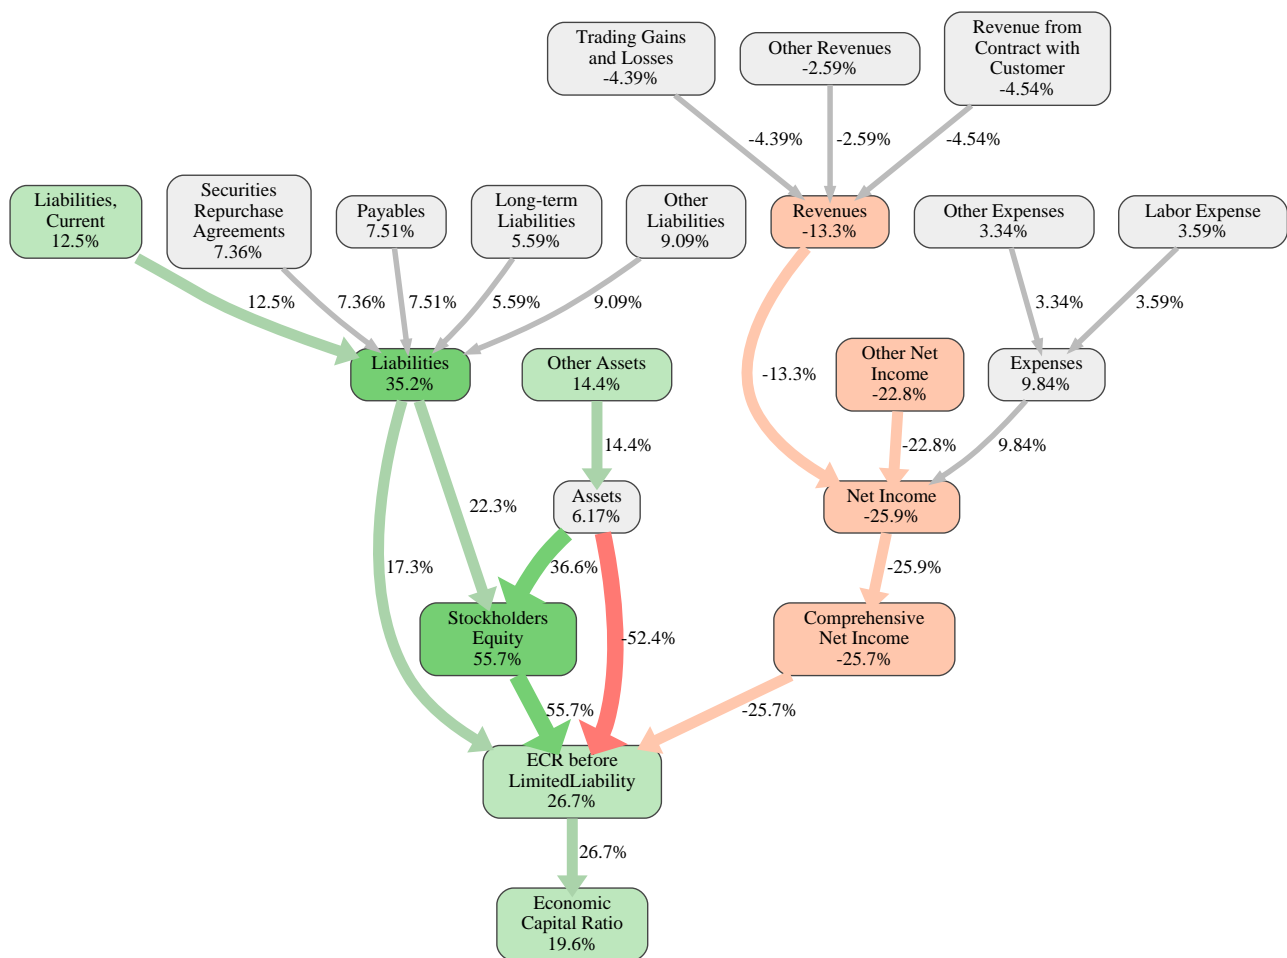 Trading Gains
and Losses
-4.39%
Other Revenues
-2.59%
Revenue from
Contract with
Customer
-4.54%
-4.39%
-2.59%
-4.54%
Liabilities,
Current
12.5%
Securities
Repurchase
Agreements
7.36%
Payables
7.51%
Long-term
Liabilities
5.59%
Other
Liabilities
9.09%
Revenues
-13.3%
Other Expenses
3.34%
Labor Expense
3.59%
12.5%
7.36%
7.51%
5.59%
9.09%
3.34%
3.59%
Liabilities
35.2%
Other Assets
14.4%
-13.3%
Other Net
Income
-22.8%
Expenses
9.84%
14.4%
-22.8%
9.84%
22.3%
Assets
6.17%
Net Income
-25.9%
17.3%
36.6%
-25.9%
Stockholders
Equity
55.7%
-52.4%
Comprehensive
Net Income
-25.7%
55.7%
-25.7%
ECR before
LimitedLiability
26.7%
26.7%
Economic
Capital Ratio
19.6%